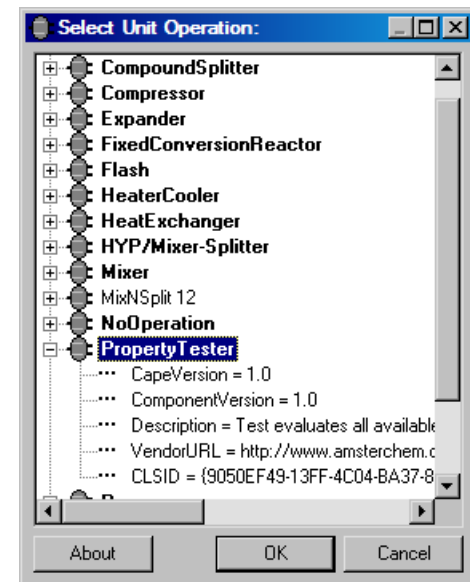 Select Unit Operation:
CompoundSplitter
Compressor
Expander
FixedConversionReactor
Flash
HeaterCooler
HeatExchanger
HYP/Mixer-Splitter
Mixer
MixNSplit 12
NoOperation
PropertyTester
CapeVersion = 1.0
ComponentVersion = 1.0
Description = Test evaluates all available
VendorURL = http://www.amsterchem.c
CLSID = {9050EF49-13FF-4C04-BA37-8
About OK Cancel